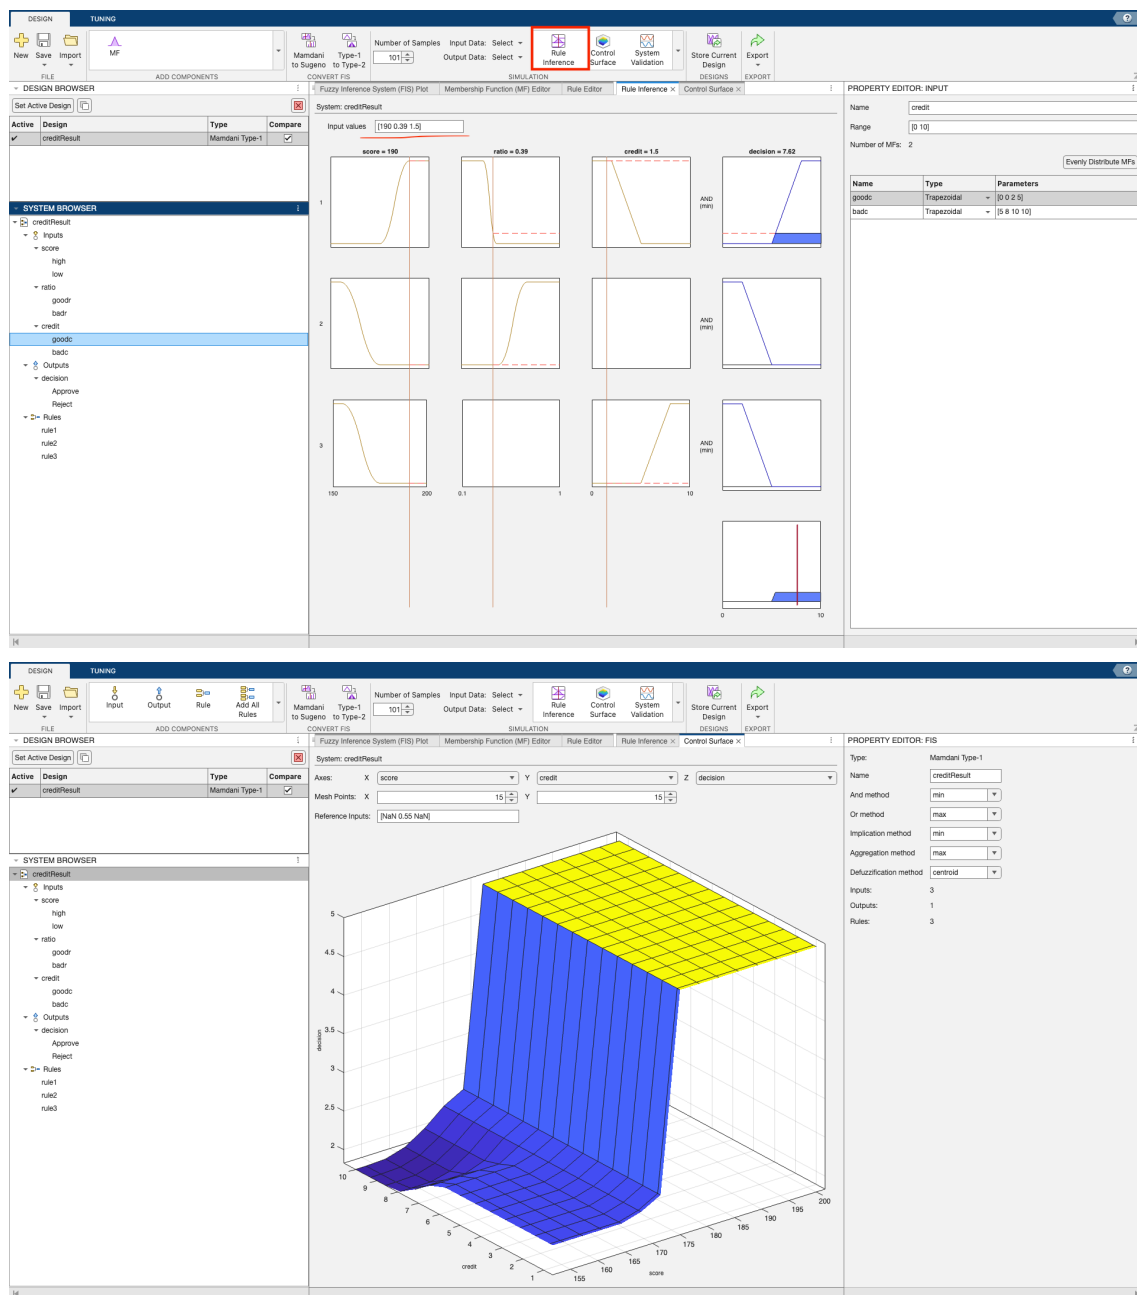 DESIGN TUNING
New Save Import
MF
Mamdani to Sugeno
Type-1 to Type-2
Number of Samples 101
Input Data: Select
Output Data: Select
Rule Inference
Control Surface
System Validation
Store Current Design
Export
FILE ADD COMPONENTS CONVERT FIS SIMULATION DESIGNS EXPORT
DESIGN BROWSER
Set Active Design
Active Design Type Compare
creditResult Mamdani Type-1
SYSTEM BROWSER
creditResult
Inputs
score
high
low
ratio
goodr
badr
credit
goodc
badc
Outputs
decision
Approve
Reject
Rules
rule1
rule2
rule3
Fuzzy Inference System (FIS) Plot Membership Function (MF) Editor Rule Editor Rule Inference Control Surface
System: creditResult
Input values [190 0.39 1.5]
score = 190 ratio = 0.39 credit = 1.5 decision = 7.62
1 AND (min)
2 AND (min)
3 AND (min)
150 200 0.1 1 0 10
0 10
PROPERTY EDITOR: INPUT
Name credit
Range [0 10]
Number of MFs: 2
Evenly Distribute MFs
Name Type Parameters
goodc Trapezoidal [0 0 2 5]
badc Trapezoidal [5 8 10 10]
DESIGN TUNING
New Save Import
Input Output Rule Add All Rules
Mamdani to Sugeno
Type-1 to Type-2
Number of Samples 101
Input Data: Select
Output Data: Select
Rule Inference
Control Surface
System Validation
Store Current Design
Export
FILE ADD COMPONENTS CONVERT FIS SIMULATION DESIGNS EXPORT
DESIGN BROWSER
Set Active Design
Active Design Type Compare
creditResult Mamdani Type-1
SYSTEM BROWSER
creditResult
Inputs
score
high
low
ratio
goodr
badr
credit
goodc
badc
Outputs
decision
Approve
Reject
Rules
rule1
rule2
rule3
Fuzzy Inference System (FIS) Plot Membership Function (MF) Editor Rule Editor Rule Inference Control Surface
System: creditResult
Axes: X score Y credit Z decision
Mesh Points: X 15 Y 15
Reference Inputs: [NaN 0.55 NaN]
5
4.5
4
3.5
3
2.5
2
decision
10 9 8 7 6 5 4 3 2 1
credit
155 160 165 170 175 180 185 190 195 200
score
PROPERTY EDITOR: FIS
Type: Mamdani Type-1
Name creditResult
And method min
Or method max
Implication method min
Aggregation method max
Defuzzification method centroid
Inputs: 3
Outputs: 1
Rules: 3